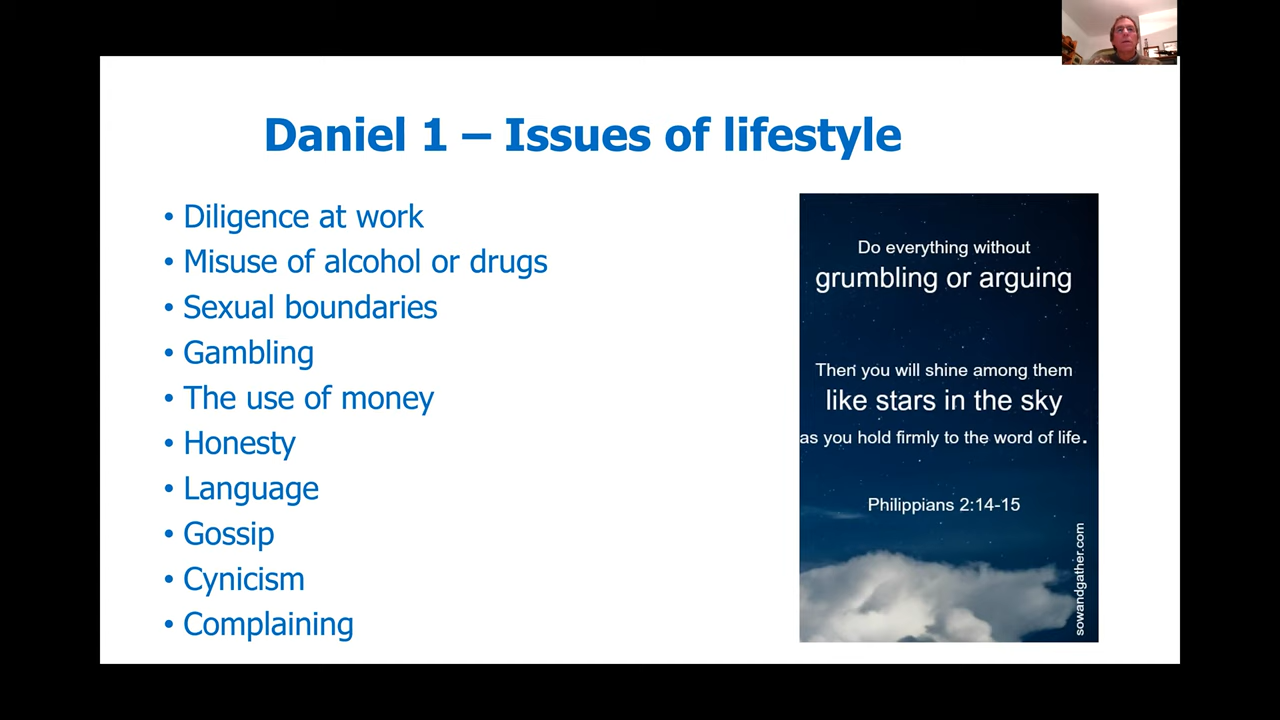 Daniel 1 – Issues of lifestyle
• Diligence at work
• Misuse of alcohol or drugs
• Sexual boundaries
• Gambling
• The use of money
• Honesty
• Language
• Gossip
• Cynicism
• Complaining
Do everything without
grumbling or arguing
Then you will shine among them
like stars in the sky
as you hold firmly to the word of life.
Philippians 2:14-15
sowandgather.com